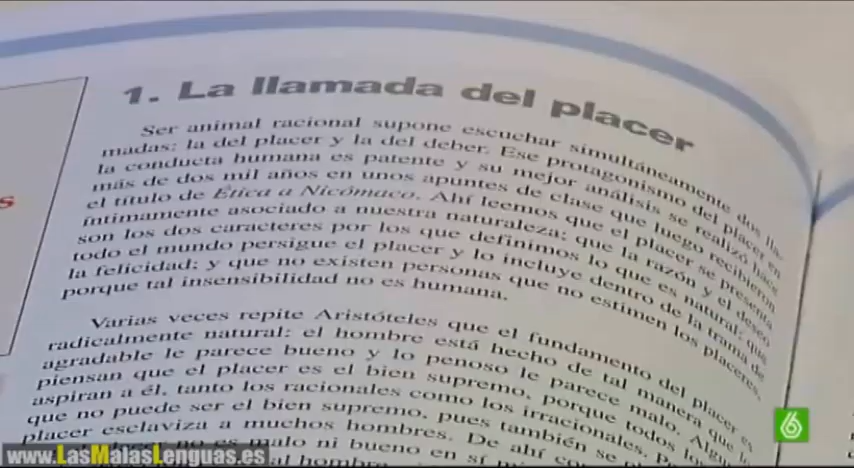 1. La llamada del placer
Ser animal racional supone escuchar simultáneamente dos lla-
madas: la del placer y la del deber. Ese protagonismo del placer en
la conducta humana es patente y su mejor análisis se realizó hace
más de dos mil años en unos apuntes de clase que luego recibieron
el título de Ética a Nicómaco. Ahí leemos que el placer se presenta
íntimamente asociado a nuestra naturaleza; que la razón y el deseo
son los dos caracteres por los que definimos lo que es natural; que
todo el mundo persigue el placer y lo incluye dentro de la trama de
la felicidad; y que no existen personas que no estimen los placeres,
porque tal insensibilidad no es humana.
Varias veces repite Aristóteles que el fundamento del placer es
radicalmente natural: el hombre está hecho de tal manera que lo
agradable le parece bueno y lo penoso le parece malo.
piensan que el placer es el bien supremo, porque todos los
aspiran a él, tanto los racionales como los irracionales.
que no puede ser el bien supremo, pues también se
placer esclaviza a muchos hombres. De ahí
no es malo ni bueno en sí
al hombre
s
6
www.LasMalasLenguas.es